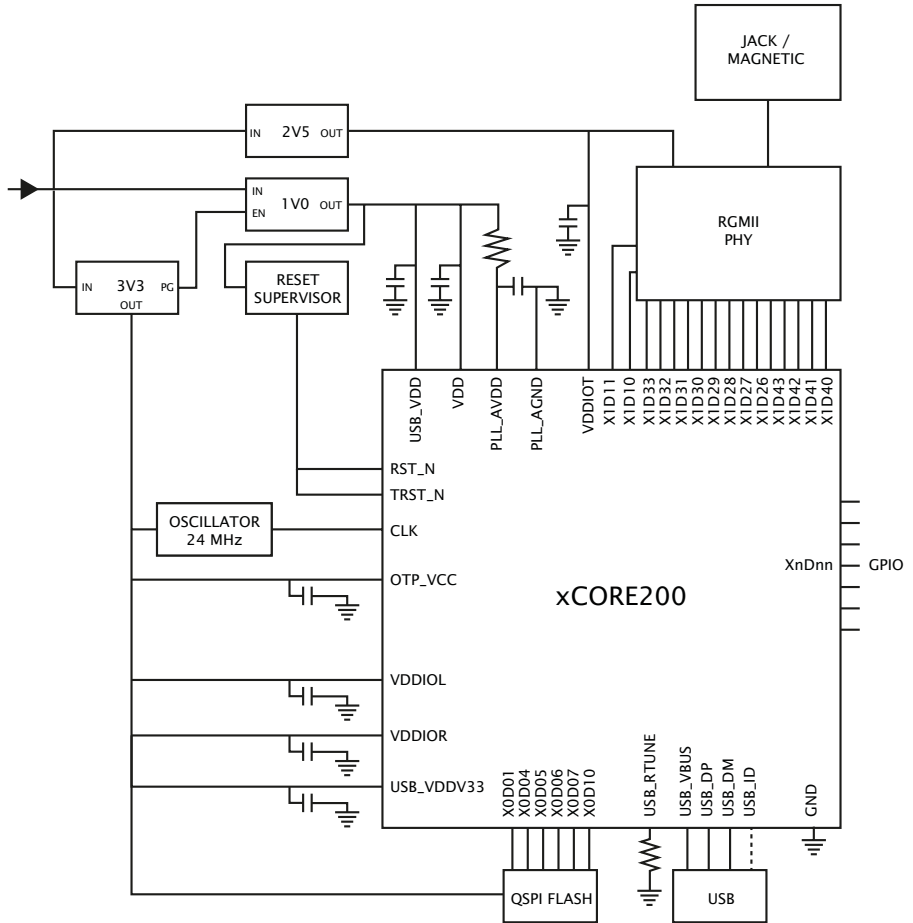 JACK /
MAGNETIC
IN 2V5 OUT
IN
EN
1V0 OUT
RGMII
PHY
IN 3V3 PG
OUT
RESET
SUPERVISOR
USB_VDD
VDD
PLL_AVDD
PLL_AGND
VDDIOT
X1D11
X1D10
X1D33
X1D32
X1D31
X1D30
X1D29
X1D28
X1D27
X1D26
X1D43
X1D42
X1D41
X1D40
RST_N
TRST_N
OSCILLATOR
24 MHz
CLK
XnDnn GPIO
OTP_VCC
xCORE200
VDDIOL
VDDIOR
USB_VDDV33
X0D01
X0D04
X0D05
X0D06
X0D07
X0D10
USB_RTUNE
USB_VBUS
USB_DP
USB_DM
USB_ID
GND
QSPI FLASH
USB